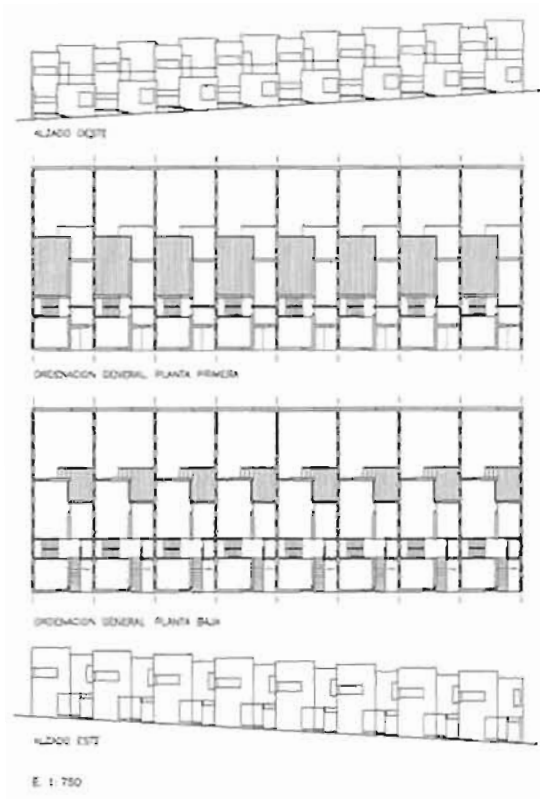 ALZADO OESTE
ORDENACION GENERAL PLANTA PRIMERA
ORDENACION GENERAL PLANTA BAJA
ALZADO ESTE
E. 1:750